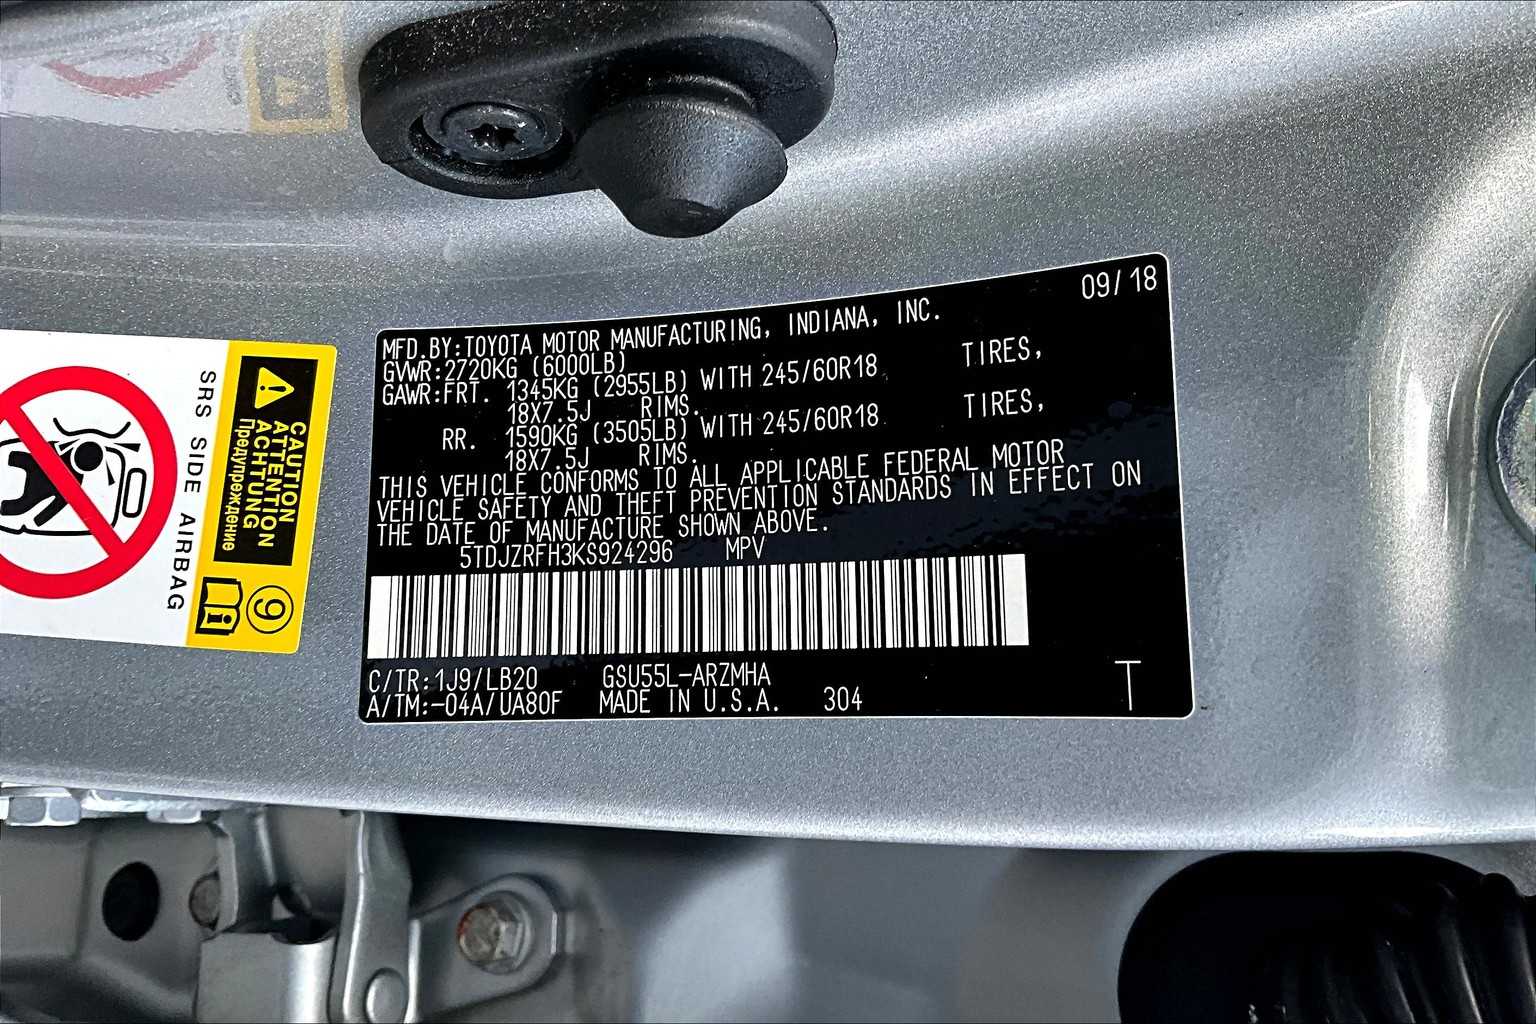 09/18
MFD.BY:TOYOTA MOTOR MANUFACTURING, INDIANA, INC.
GVWR:2720KG (6000LB)
GAWR:FRT. 1345KG (2955LB) WITH 245/60R18 TIRES,
18X7.5J RIMS.
RR. 1590KG (3505LB) WITH 245/60R18 TIRES,
18X7.5J RIMS.
THIS VEHICLE CONFORMS TO ALL APPLICABLE FEDERAL MOTOR
VEHICLE SAFETY AND THEFT PREVENTION STANDARDS IN EFFECT ON
THE DATE OF MANUFACTURE SHOWN ABOVE.
5TDJZRFH3KS924296 MPV
C/TR:1J9/LB20 GSU55L-ARZMHA
A/TM:-04A/UA80F MADE IN U.S.A. 304
T
CAUTION
ATTENTION
ACHTUNG
Предупреждение
9
SRS SIDE AIRBAG